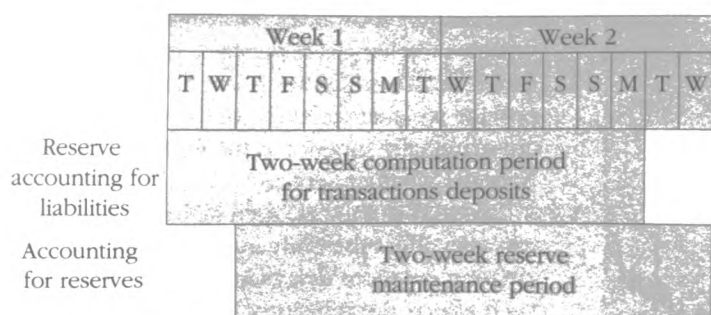 Week 1 Week 2
T W T F S S M T W T F S S M T W
Reserve
accounting for
liabilities
Two-week computation period
for transactions deposits
Accounting
for reserves
Two-week reserve
maintenance period